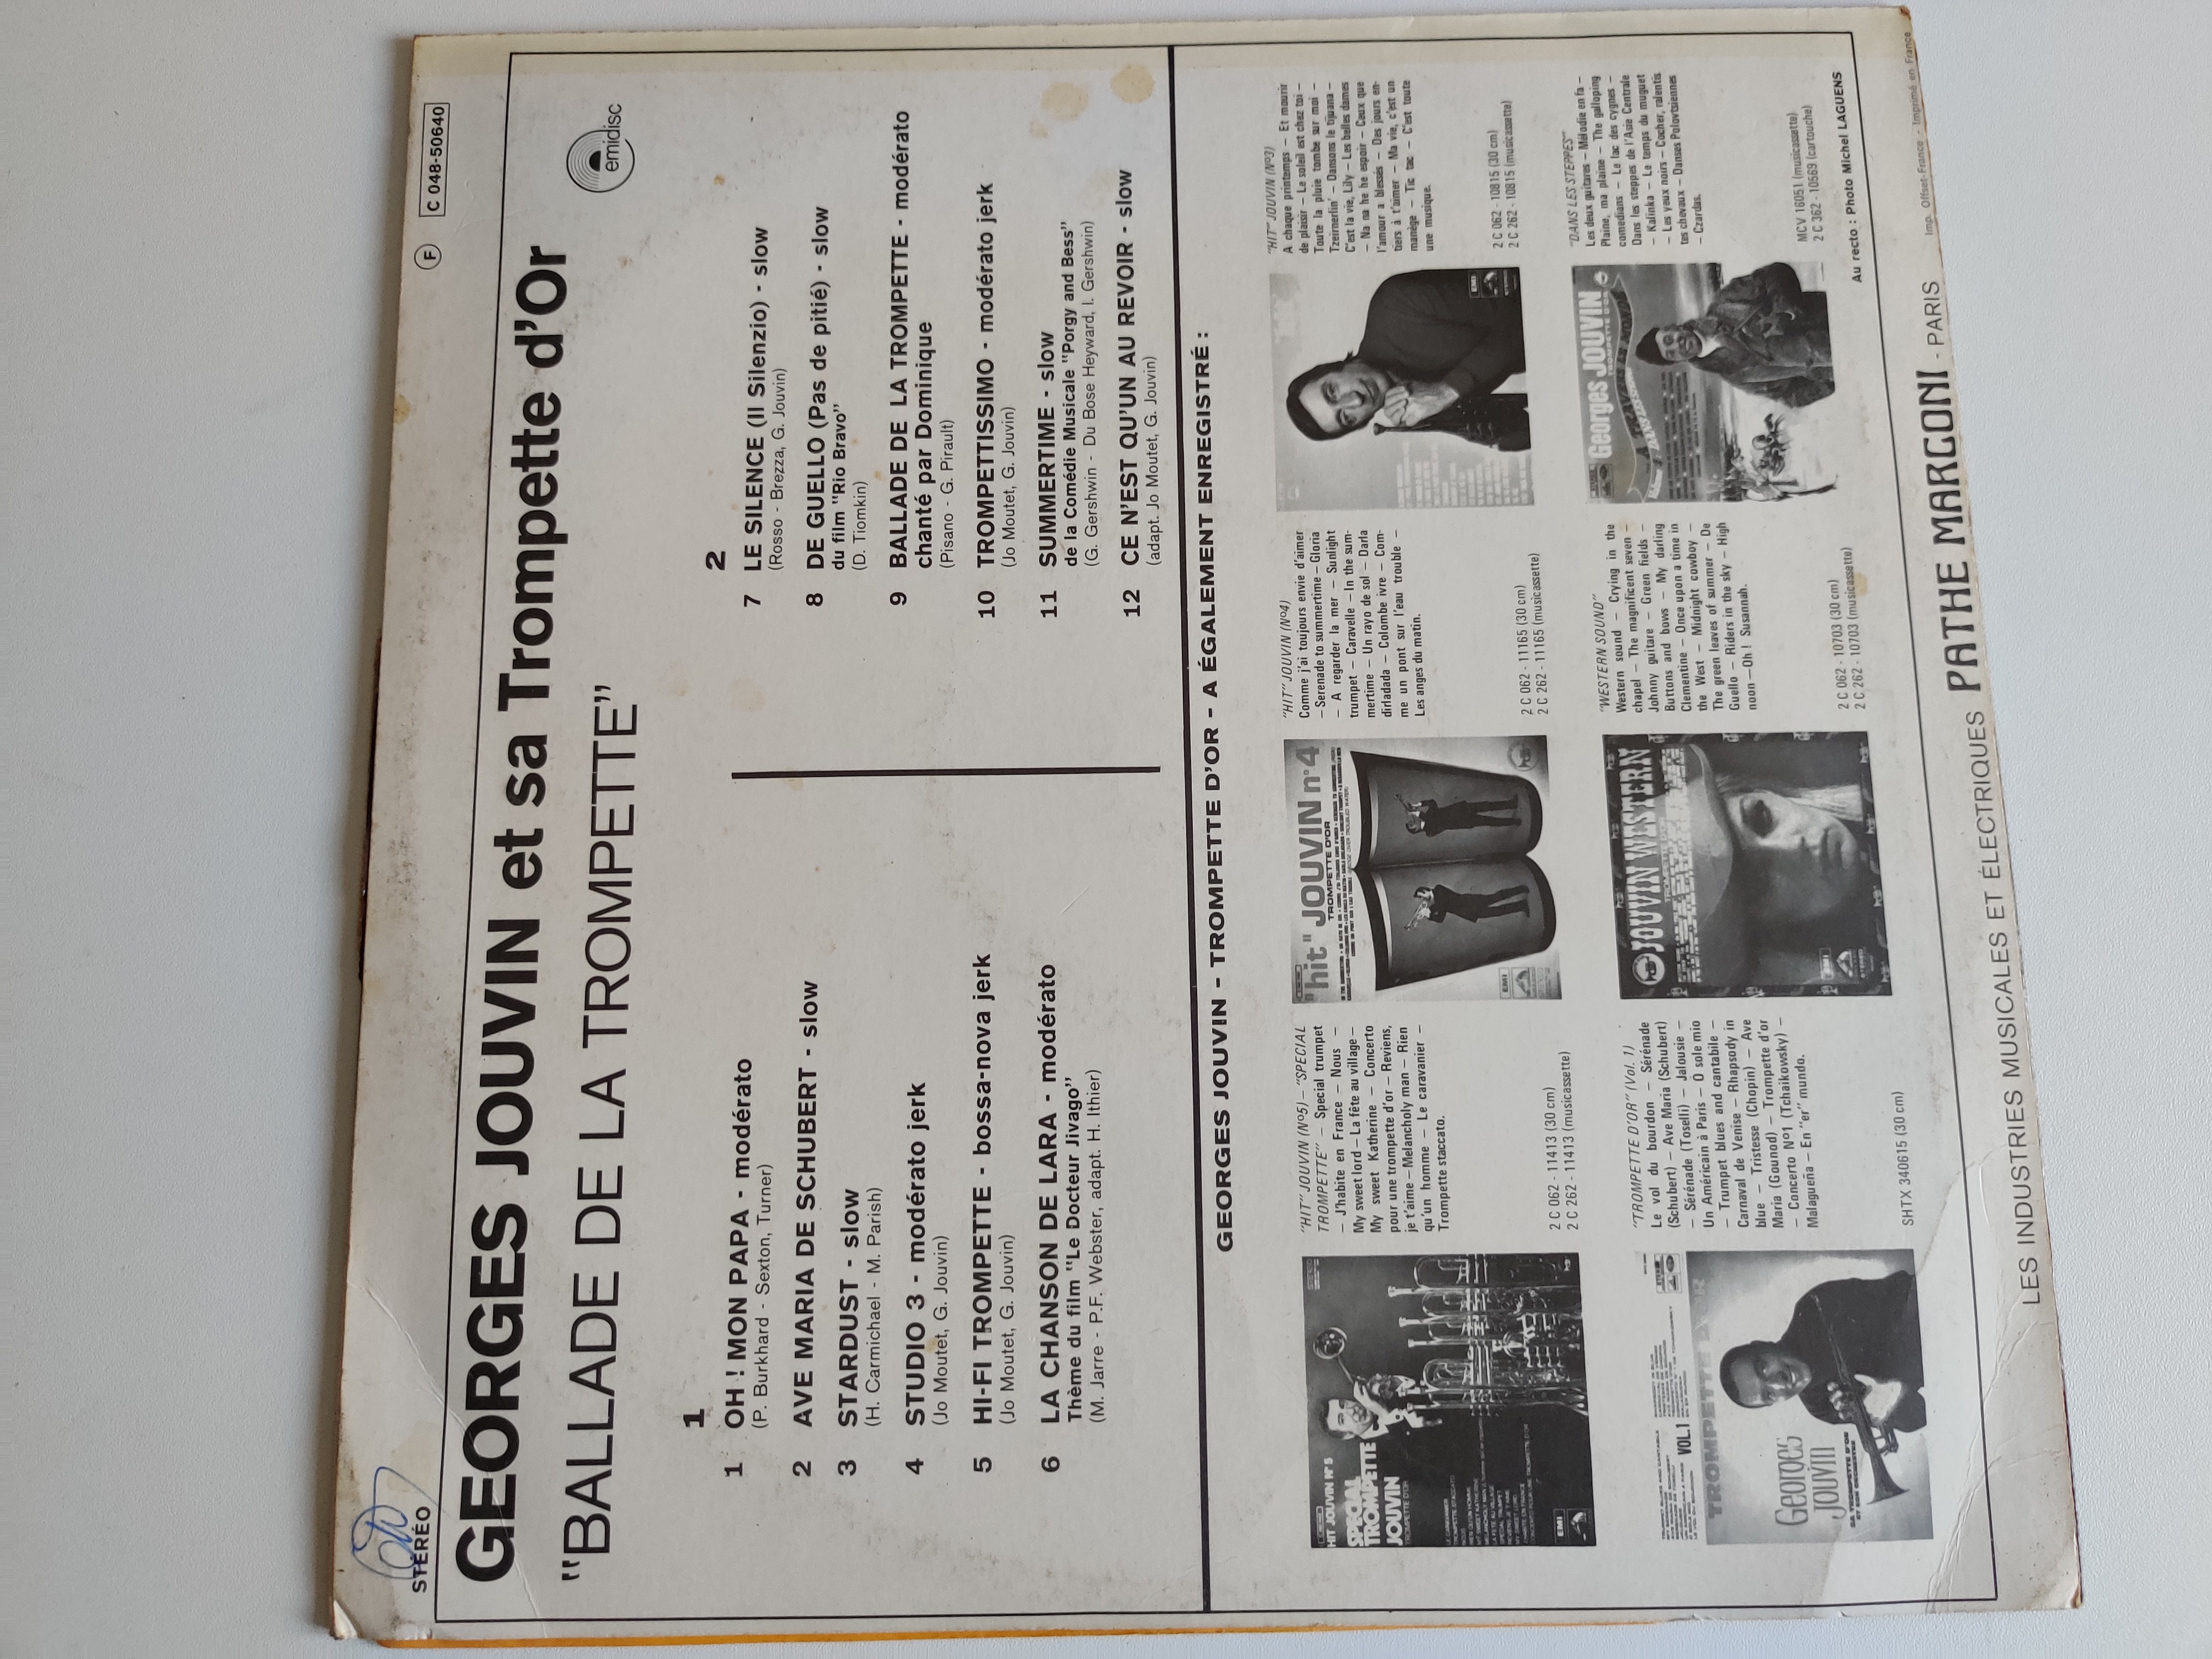 STÉRÉO
F
C 048-50640
GEORGES JOUVIN et sa Trompette d'Or
"BALLADE DE LA TROMPETTE"
emidisc
1
1 OH ! MON PAPA - modérato
(P. Burkhard - Sexton, Turner)
2 AVE MARIA DE SCHUBERT - slow
3 STARDUST - slow
(H. Carmichael - M. Parish)
4 STUDIO 3 - modérato jerk
(Jo Moutet, G. Jouvin)
5 HI-FI TROMPETTE - bossa-nova jerk
(Jo Moutet, G. Jouvin)
6 LA CHANSON DE LARA - modérato
Thème du film "Le Docteur Jivago"
(M. Jarre - P.F. Webster, adapt. H. Ithier)
2
7 LE SILENCE (Il Silenzio) - slow
(Rosso - Brezza, G. Jouvin)
8 DE GUELLO (Pas de pitié) - slow
du film "Rio Bravo"
(D. Tiomkin)
9 BALLADE DE LA TROMPETTE - modérato
chanté par Dominique
(Pisano - G. Pirault)
10 TROMPETTISSIMO - modérato jerk
(Jo Moutet, G. Jouvin)
11 SUMMERTIME - slow
de la Comédie Musicale "Porgy and Bess"
(G. Gershwin - Du Bose Heyward, I. Gershwin)
12 CE N'EST QU'UN AU REVOIR - slow
(adapt. Jo Moutet, G. Jouvin)
GEORGES JOUVIN - TROMPETTE D'OR - A ÉGALEMENT ENREGISTRÉ :
HIT JOUVIN N° 5
SPECIAL
TROMPETTE
JOUVIN
TROMPETTE D'OR
EMI
"HIT" JOUVIN (Nº5) – "SPECIAL
TROMPETTE" – Special trumpet
– J'habite en France – Nous –
My sweet lord – La fête au village –
My sweet Katherine – Concerto
pour une trompette d'or – Reviens,
je t'aime – Melancholy man – Rien
qu'un homme – Le caravanier –
Trompette staccato.
2 C 062 - 11413 (30 cm)
2 C 262 - 11413 (musicassette)
"hit" JOUVIN n°4
TROMPETTE D'OR
EMI
"HIT" JOUVIN (Nº4)
Comme j'ai toujours envie d'aimer
– Serenade to summertime – Gloria
– A regarder la mer – Sunlight
trumpet – Caravelle – In the sum-
mertime – Un rayo de sol – Darla
dirladada – Colombe ivre – Com-
me un pont sur l'eau trouble –
Les anges du matin.
2 C 062 - 11165 (30 cm)
2 C 262 - 11165 (musicassette)
EMI
"HIT" JOUVIN (Nº3)
A chaque printemps – Et mourir
de plaisir – Le soleil est chez toi –
Toute la pluie tombe sur moi –
Tzeirnerlin' – Dansons le tijuana –
C'est la vie, Lily – Les belles dames
– Na na he he espoir – Ceux que
l'amour a blessés – Des jours en-
tiers à t'aimer – Ma vie, c'est un
manège – Tic tac – C'est toute
une musique.
2 C 062 - 10815 (30 cm)
2 C 262 - 10815 (musicassette)
VOL.1
TROMPETTE D'OR
Georges
Jouvin
SA TROMPETTE D'OR
ET SON ORCHESTRE
"TROMPETTE D'OR" (Vol. 1)
Le vol du bourdon – Sérénade
(Schubert) – Ave Maria (Schubert)
– Sérénade (Toselli) – Jalousie –
Un Américain à Paris – O sole mio
– Trumpet blues and cantabile –
Carnaval de Venise – Rhapsody in
blue – Tristesse (Chopin) – Ave
Maria (Gounod) – Trompette d'or
– Concerto Nº1 (Tchaikowsky) –
Malagueña – En "er" mundo.
SHTX 340615 (30 cm)
JOUVIN WESTERN
TROMPETTE D'OR
EMI
"WESTERN SOUND"
Western sound – Crying in the
chapel – The magnificent seven –
Johnny guitare – Green fields –
Buttons and bows – My darling
Clementine – Once upon a time in
the West – Midnight cowboy –
The green leaves of summer – De
Guello – Riders in the sky – High
noon – Oh ! Susannah.
2 C 062 - 10703 (30 cm)
2 C 262 - 10703 (musicassette)
Georges JOUVIN
TROMPETTE D'OR
A TRAVERS LE MONDE
"DANS LES STEPPES"
Les deux guitares – Mélodie en fa –
Plaine, ma plaine – The galloping
comedians – Le lac des cygnes –
Dans les steppes de l'Asie Centrale
– Kalinka – Le temps du muguet
– Les yeux noirs – Cocher, ralentis
tes chevaux – Danses Polovtsiennes
– Czardas.
MCV 16051 (musicassette)
2 C 362 - 10569 (cartouche)
Au recto : Photo Michel LAGUENS
LES INDUSTRIES MUSICALES ET ÉLECTRIQUES PATHE MARCONI - PARIS
Imp. Offset-France - Imprimé en France